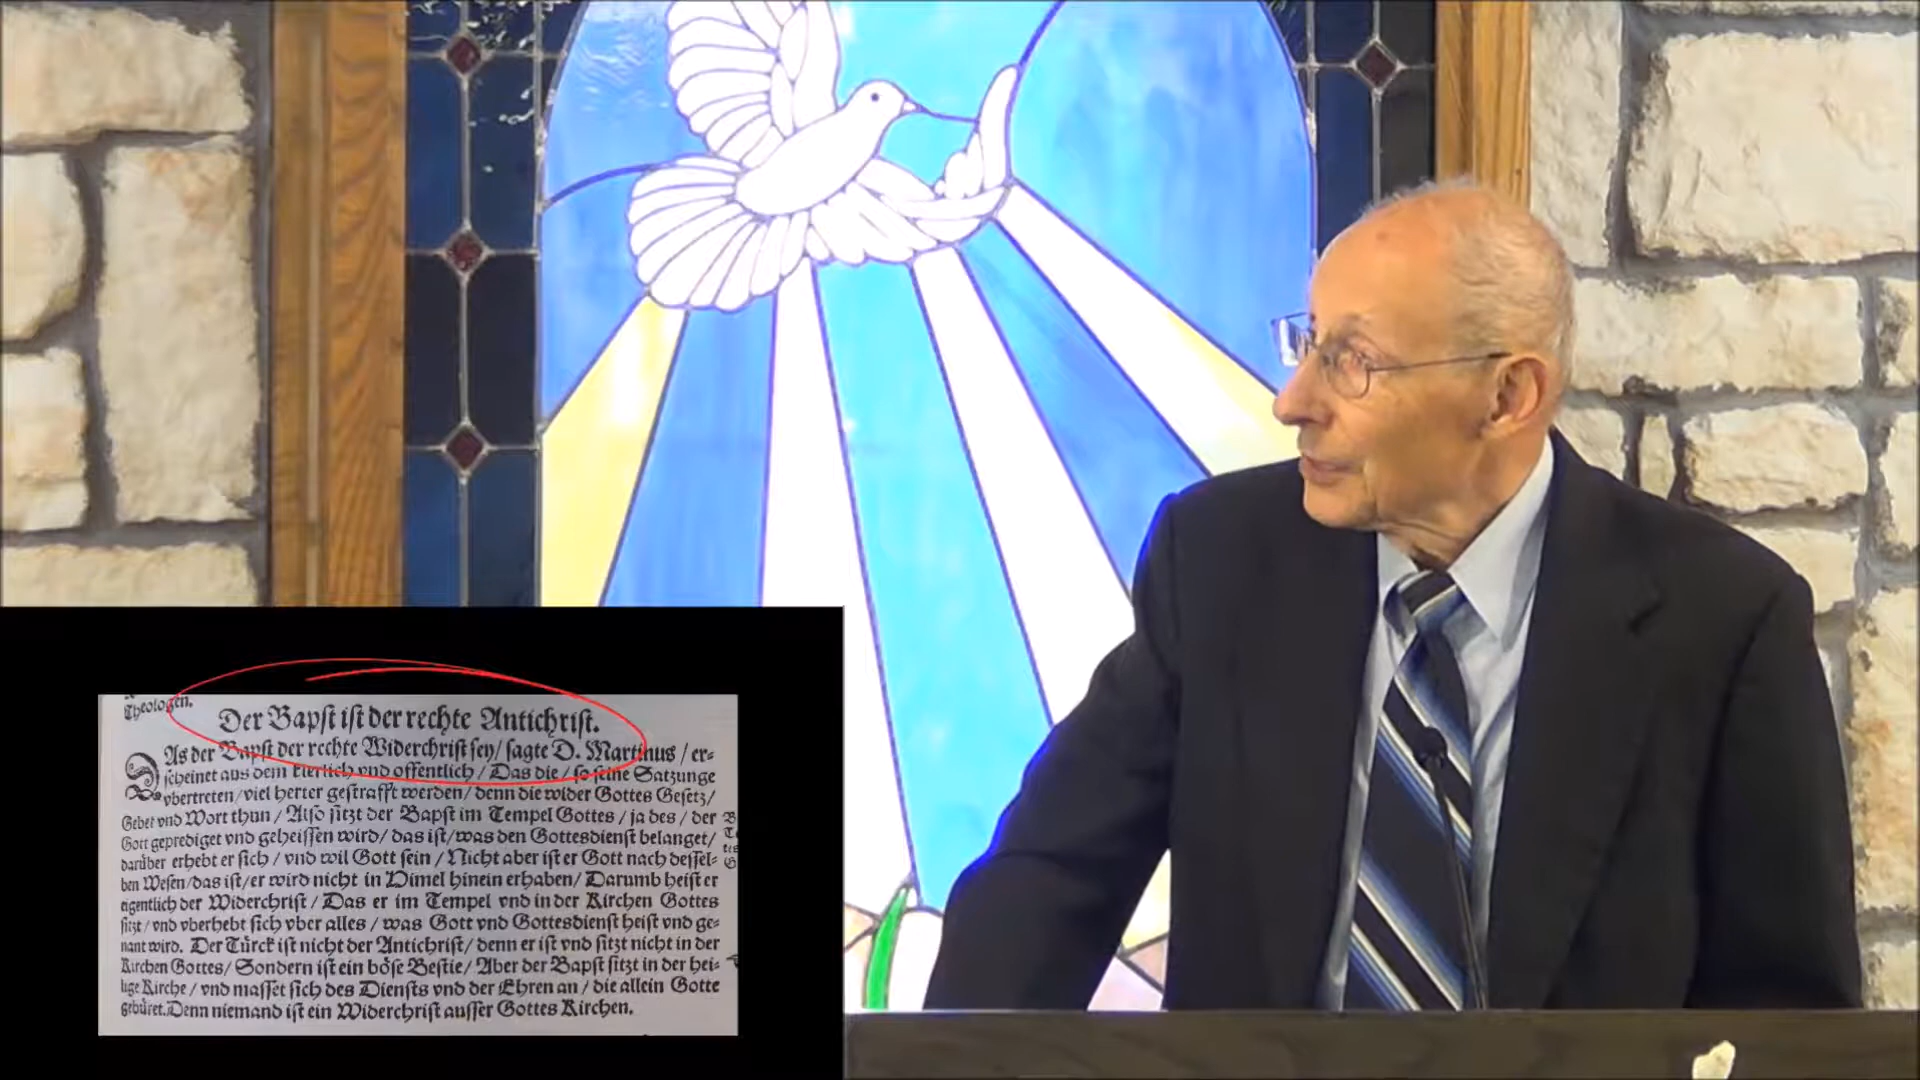 Theologen.
Der Bapst ist der rechte Antichrist.
DAs der Bapst der rechte Widerchrist sey/ sagte D. Martinus / er-
scheinet aus dem klerlich vnd offentlich / Das die / so seine Satzunge
vbertreten / viel herter gestrafft werden / denn die wider Gottes Gesetz/
Gebet vnd Wort thun / Also sitzt der Bapst im Tempel Gottes / ja des / der
Gott geprediget vnd geheissen wird / das ist / was den Gottesdienst belanget/
darüber erhebt er sich / vnd wil Gott sein / Nicht aber ist er Gott nach dessel-
ben Wesen / das ist / er wird nicht in Himel hinein erhaben / Darumb heist er
eigentlich der Widerchrist / Das er im Tempel vnd in der Kirchen Gottes
sitzt / vnd vberhebt sich vber alles / was Gott vnd Gottesdienst heist vnd ge-
nant wird. Der Türck ist nicht der Antichrist / denn er ist vnd sitzt nicht in der
Kirchen Gottes / Sondern ist ein böse Bestie / Aber der Bapst sitzt in der hei-
lige Kirche / vnd masset sich des Diensts vnd der Ehren an / die allein Gotte
gebüret. Denn niemand ist ein Widerchrist ausser Gottes Kirchen.